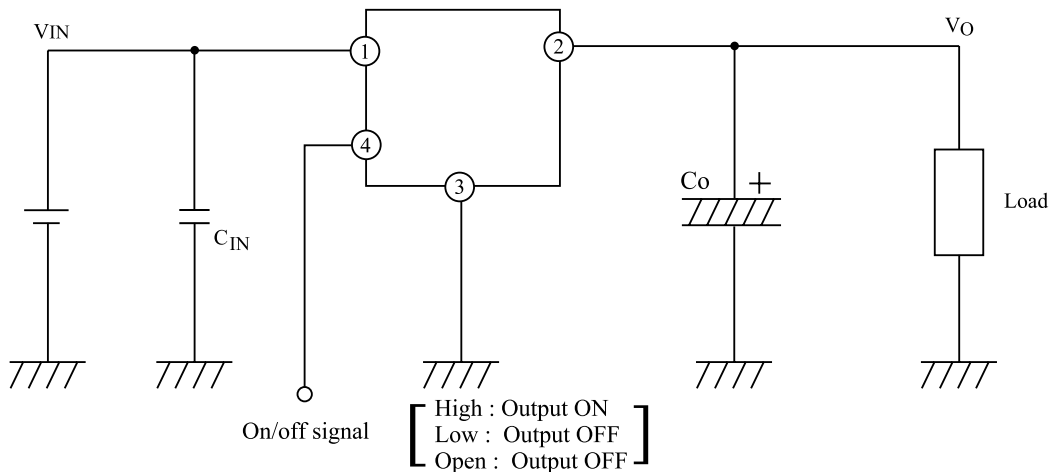 VIN
1
2
VO
4
3
Co +
Load
CIN
On/off signal
High : Output ON
Low : Output OFF
Open : Output OFF